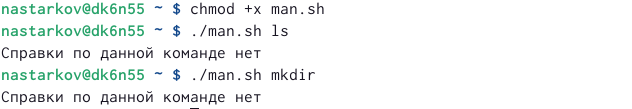 nastarkov@dk6n55 ~ $ chmod +x man.sh
nastarkov@dk6n55 ~ $ ./man.sh ls
Справки по данной команде нет
nastarkov@dk6n55 ~ $ ./man.sh mkdir
Справки по данной команде нет